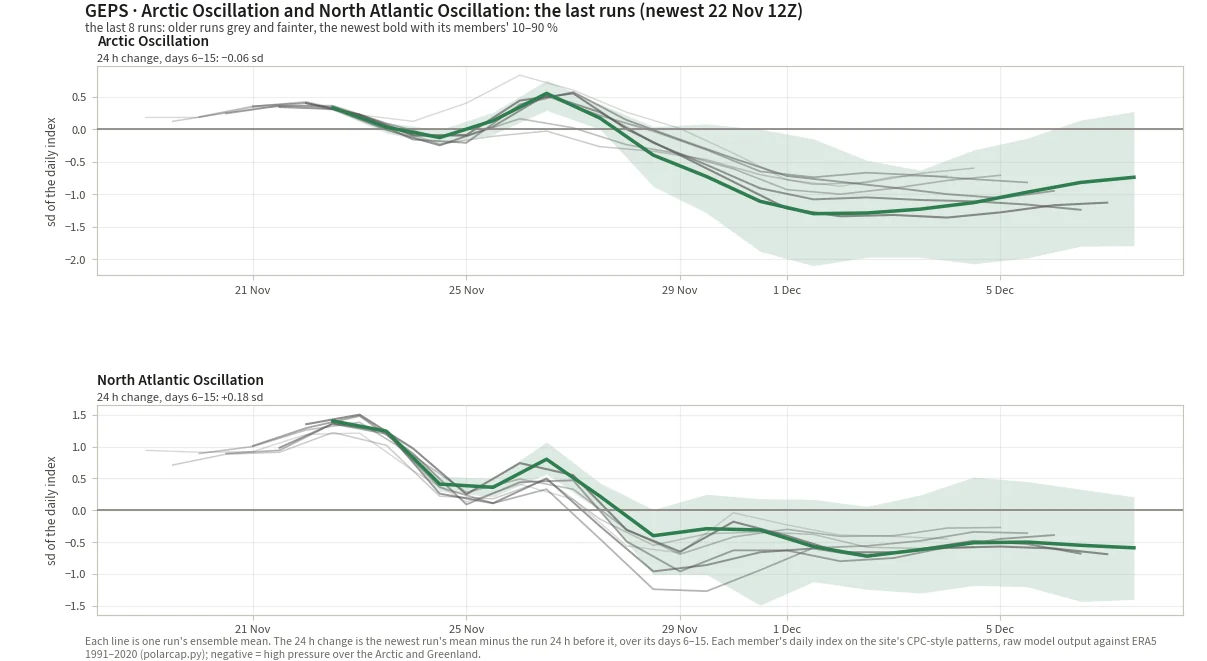 GEPS · Arctic Oscillation and North Atlantic Oscillation: the last runs (newest 22 Nov 12Z)
the last 8 runs: older runs grey and fainter, the newest bold with its members' 10–90 %
Arctic Oscillation
24 h change, days 6–15: −0.06 sd
sd of the daily index
0.5
0.0
−0.5
−1.0
−1.5
−2.0
21 Nov
25 Nov
29 Nov
1 Dec
5 Dec
North Atlantic Oscillation
24 h change, days 6–15: +0.18 sd
sd of the daily index
1.5
1.0
0.5
0.0
−0.5
−1.0
−1.5
21 Nov
25 Nov
29 Nov
1 Dec
5 Dec
Each line is one run's ensemble mean. The 24 h change is the newest run's mean minus the run 24 h before it, over its days 6–15. Each member's daily index on the site's CPC-style patterns, raw model output against ERA5
1991–2020 (polarcap.py); negative = high pressure over the Arctic and Greenland.